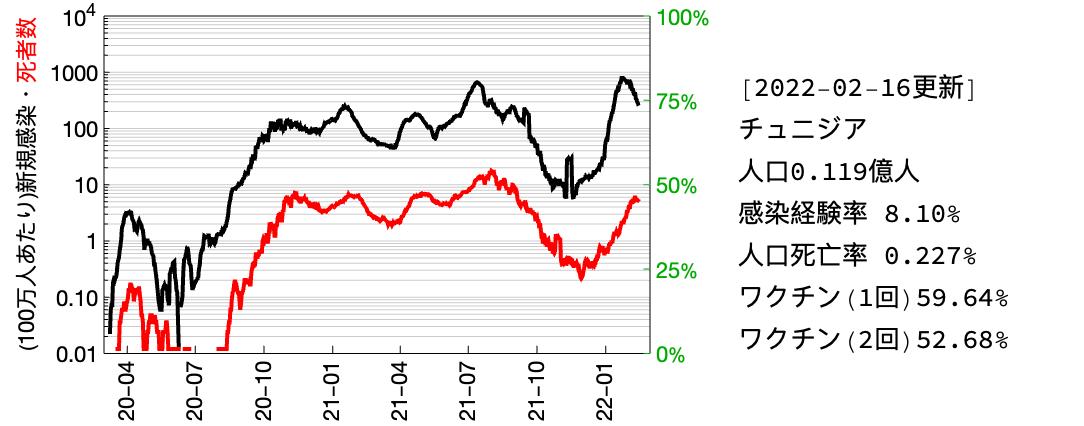 (100万人あたり)新規感染・死者数
10^4
1000
100
10
1
0.10
0.01
100%
75%
50%
25%
0%
20-04
20-07
20-10
21-01
21-04
21-07
21-10
22-01
[2022-02-16更新]
チュニジア
人口0.119億人
感染経験率 8.10%
人口死亡率 0.227%
ワクチン(1回)59.64%
ワクチン(2回)52.68%